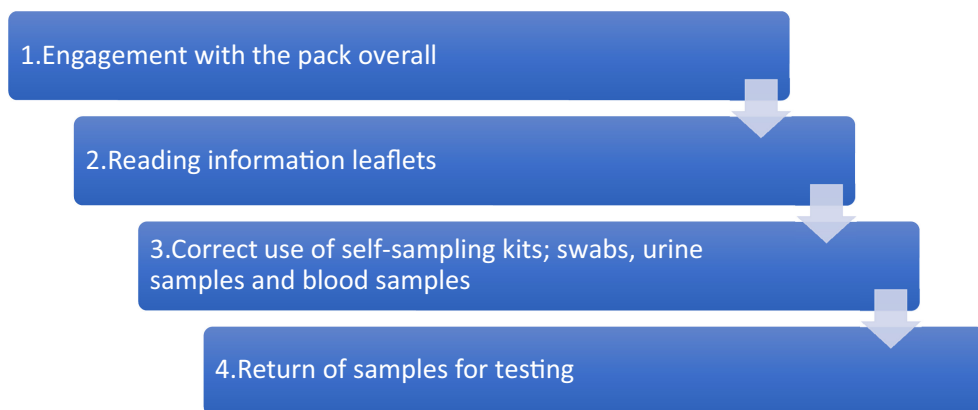 1.Engagement with the pack overall
2.Reading information leaflets
3.Correct use of self-sampling kits; swabs, urine
samples and blood samples
4.Return of samples for testing